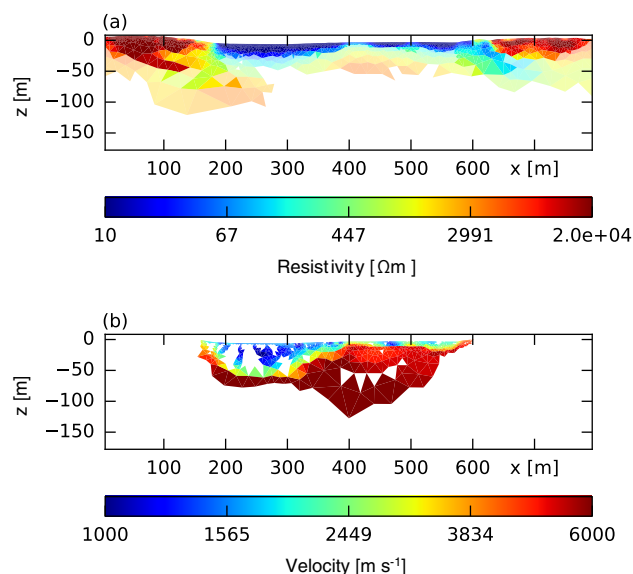 (a)
0
−50
−100
−150
z [m]
100 200 300 400 500 600 x [m]
10 67 447 2991 2.0e+04
Resistivity [Ωm ]
(b)
0
−50
−100
−150
z [m]
100 200 300 400 500 600 x [m]
1000 1565 2449 3834 6000
Velocity [m s⁻¹]